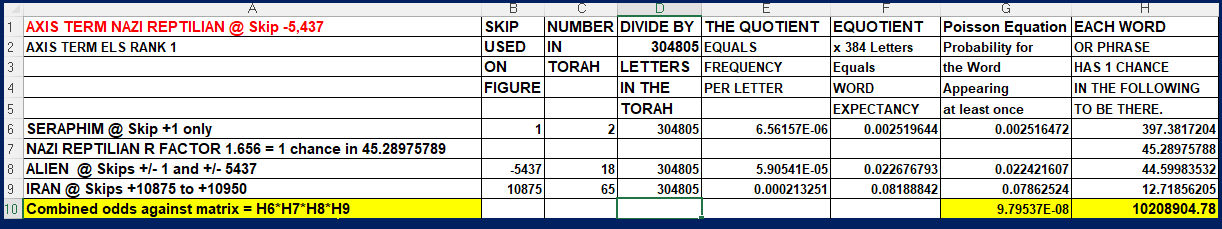 A B C D E F G H
1 AXIS TERM NAZI REPTILIAN @ Skip -5,437 SKIP NUMBER DIVIDE BY THE QUOTIENT EQUOTIENT Poisson Equation EACH WORD
2 AXIS TERM ELS RANK 1 USED IN 304805 EQUALS x 384 Letters Probability for OR PHRASE
3 ON TORAH LETTERS FREQUENCY Equals the Word HAS 1 CHANCE
4 FIGURE IN THE PER LETTER WORD Appearing IN THE FOLLOWING
5 TORAH EXPECTANCY at least once TO BE THERE.
6 SERAPHIM @ Skip +1 only 1 2 304805 6.56157E-06 0.002519644 0.002516472 397.3817204
7 NAZI REPTILIAN R FACTOR 1.656 = 1 chance in 45.28975789 45.28975788
8 ALIEN @ Skips +/- 1 and +/- 5437 -5437 18 304805 5.90541E-05 0.022676793 0.022421607 44.59983532
9 IRAN @ Skips +10875 to +10950 10875 65 304805 0.000213251 0.08188842 0.07862524 12.71856205
10 Combined odds against matrix = H6*H7*H8*H9 9.79537E-08 10208904.78